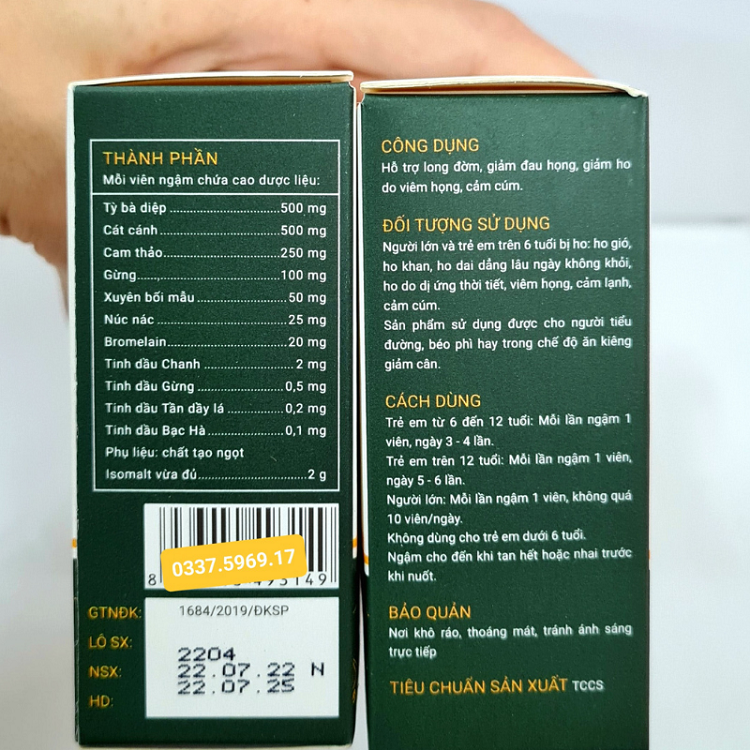 THÀNH PHẦN
Mỗi viên ngậm chứa cao dược liệu:
Tỳ bà diệp 500 mg
Cát cánh 500 mg
Cam thảo 250 mg
Gừng 100 mg
Xuyên bối mẫu 50 mg
Núc nác 25 mg
Bromelain 20 mg
Tinh dầu Chanh 2 mg
Tinh dầu Gừng 0,5 mg
Tinh dầu Tần dầy lá 0,2 mg
Tinh dầu Bạc Hà 0,1 mg
Phụ liệu: chất tạo ngọt
Isomalt vừa đủ 2 g
0337.5969.17
GTNĐK: 1684/2019/ĐKSP
LÔ SX: 2204
NSX: 22.07.22 N
HD: 22.07.25
CÔNG DỤNG
Hỗ trợ long đờm, giảm đau họng, giảm ho
do viêm họng, cảm cúm.
ĐỐI TƯỢNG SỬ DỤNG
Người lớn và trẻ em trên 6 tuổi bị ho: ho gió,
ho khan, ho dai dẳng lâu ngày không khỏi,
ho do dị ứng thời tiết, viêm họng, cảm lạnh,
cảm cúm.
Sản phẩm sử dụng được cho người tiểu
đường, béo phì hay trong chế độ ăn kiêng
giảm cân.
CÁCH DÙNG
Trẻ em từ 6 đến 12 tuổi: Mỗi lần ngậm 1
viên, ngày 3 - 4 lần.
Trẻ em trên 12 tuổi: Mỗi lần ngậm 1 viên,
ngày 5 - 6 lần.
Người lớn: Mỗi lần ngậm 1 viên, không quá
10 viên/ngày.
Không dùng cho trẻ em dưới 6 tuổi.
Ngậm cho đến khi tan hết hoặc nhai trước
khi nuốt.
BẢO QUẢN
Nơi khô ráo, thoáng mát, tránh ánh sáng
trực tiếp
TIÊU CHUẨN SẢN XUẤT TCCS